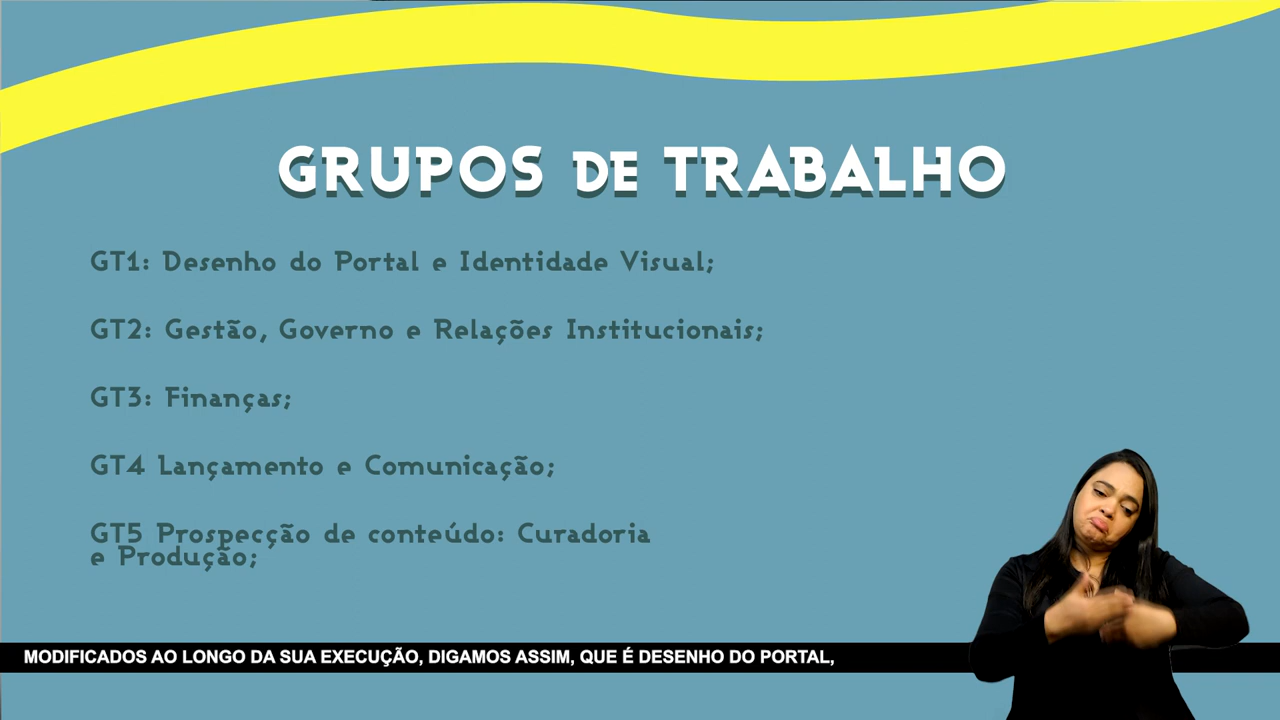 GRUPOS DE TRABALHO
GT1: Desenho do Portal e Identidade Visual;
GT2: Gestão, Governo e Relações Institucionais;
GT3: Finanças;
GT4 Lançamento e Comunicação;
GT5 Prospecção de conteúdo: Curadoria
e Produção;
MODIFICADOS AO LONGO DA SUA EXECUÇÃO, DIGAMOS ASSIM, QUE É DESENHO DO PORTAL,